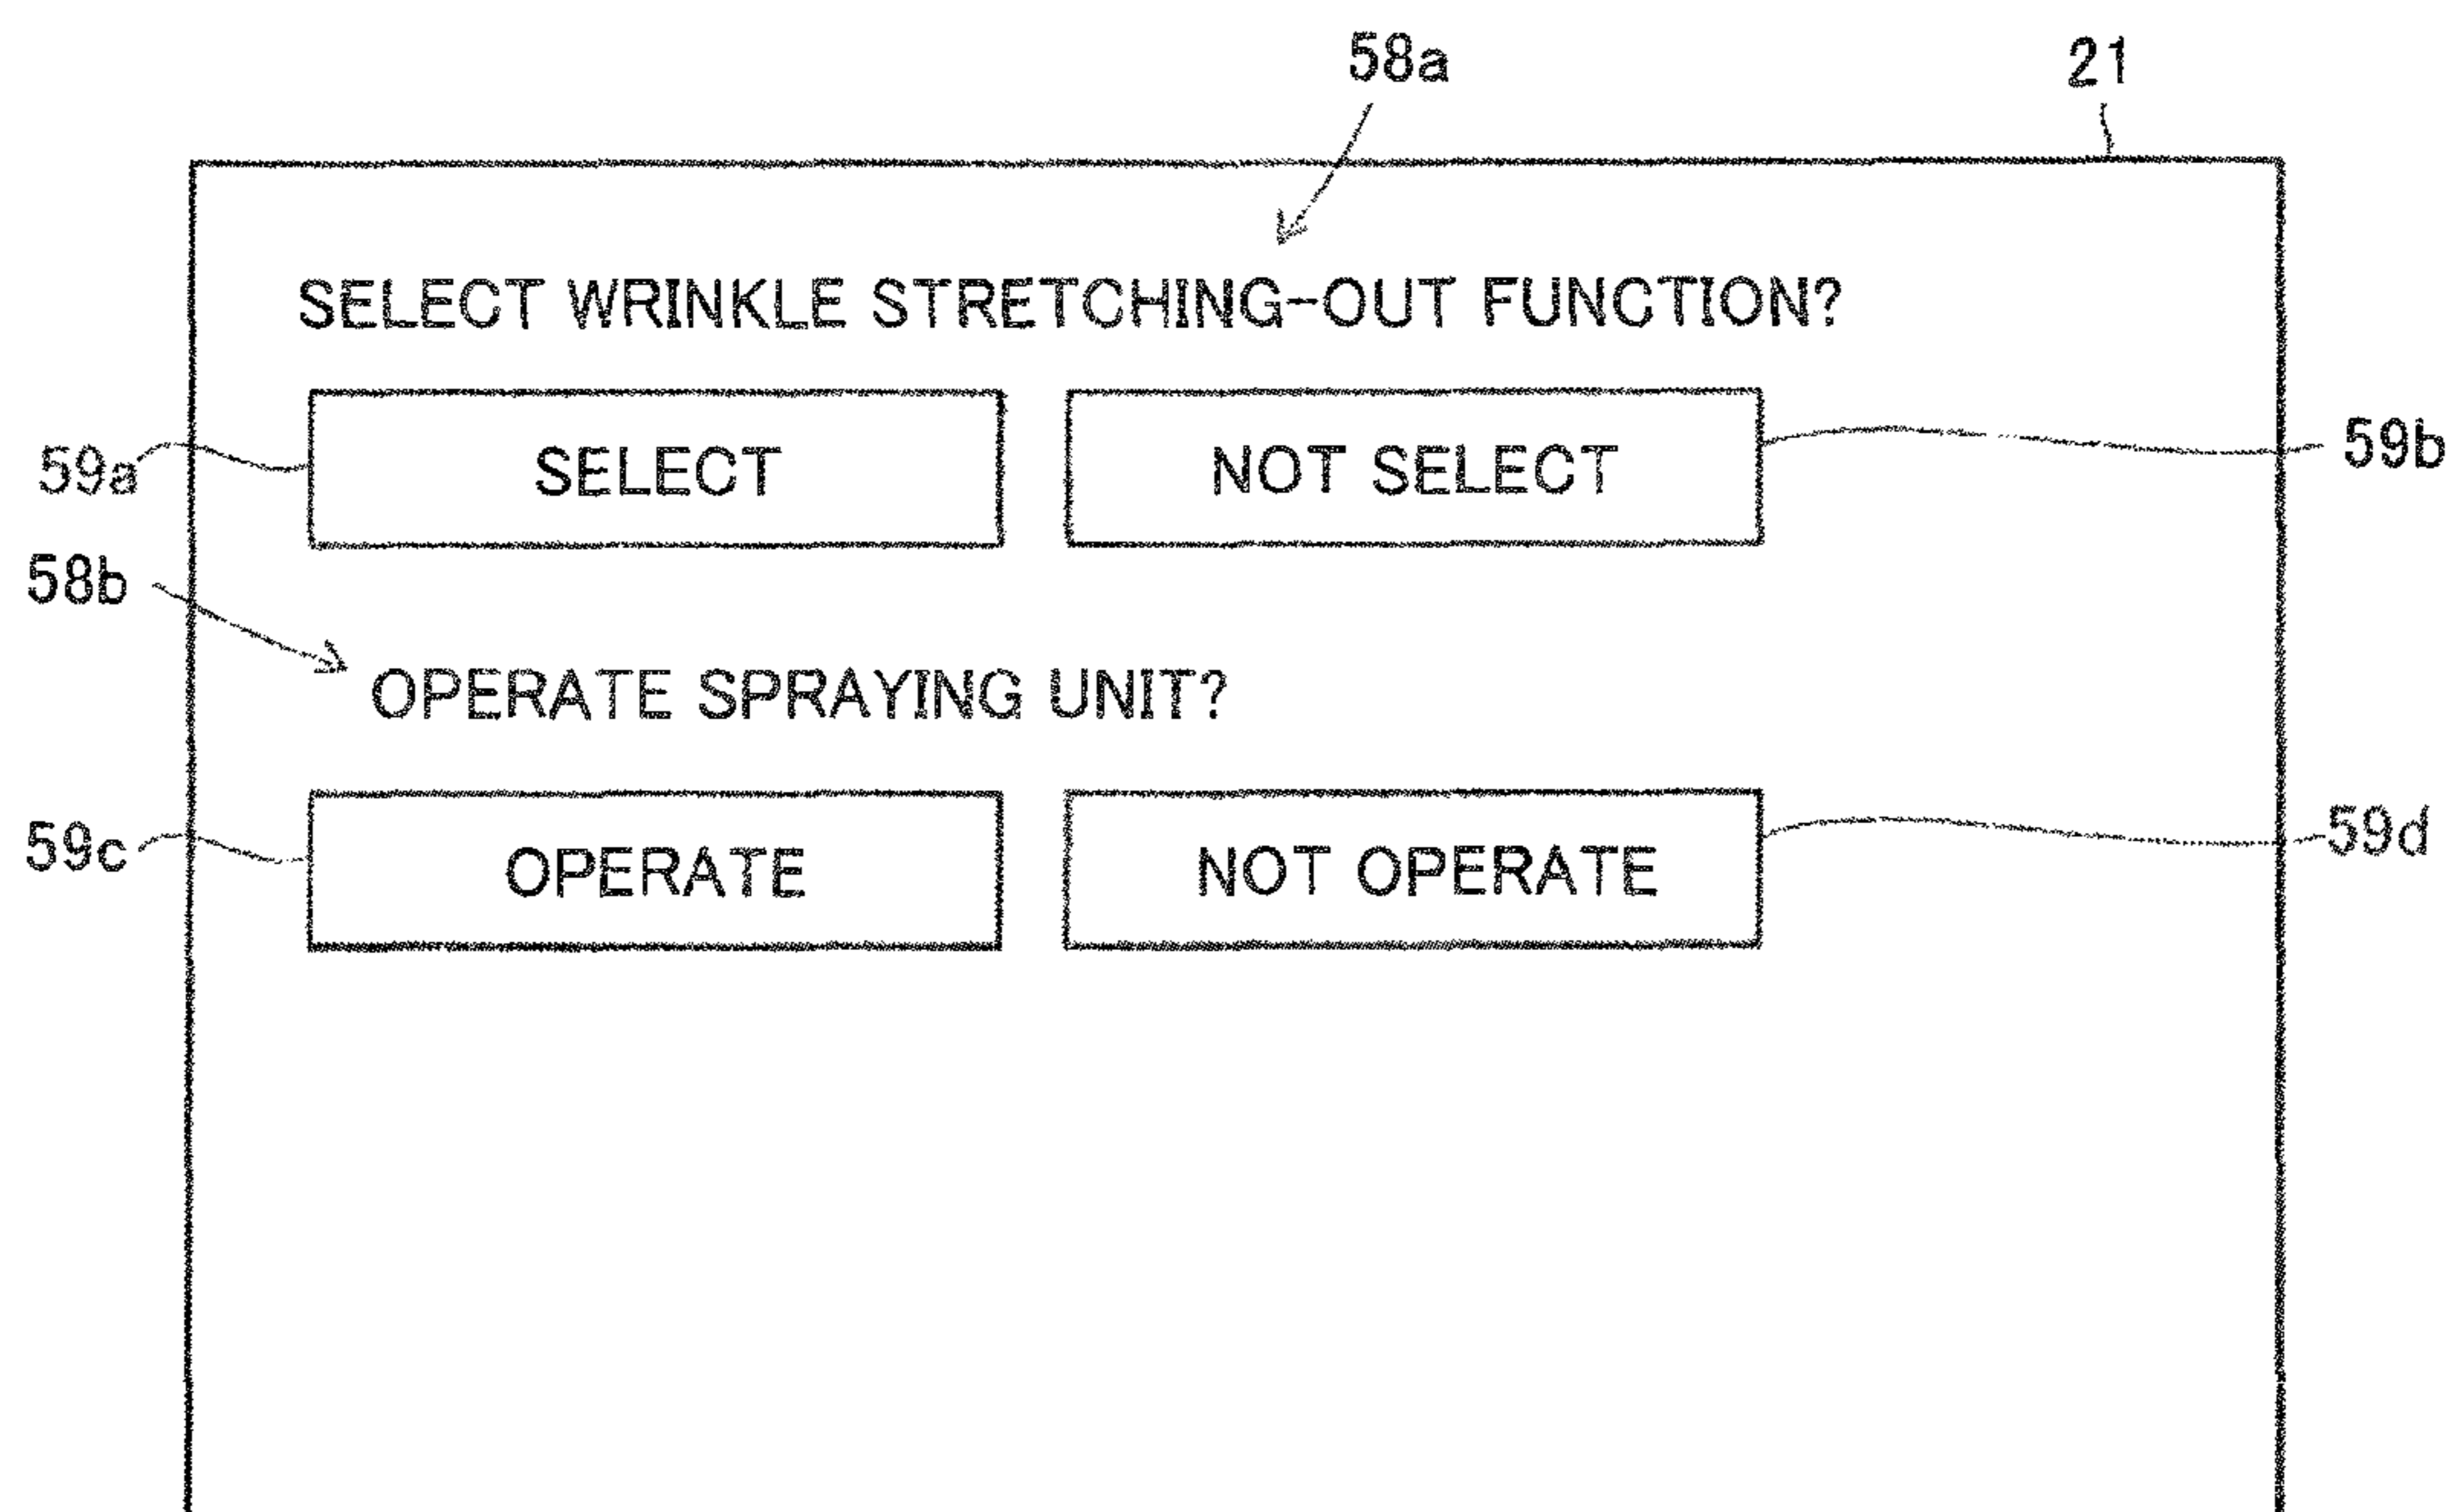 58a
21
SELECT WRINKLE STRETCHING-OUT FUNCTION?
59a
SELECT
NOT SELECT
59b
58b
OPERATE SPRAYING UNIT?
59c
OPERATE
NOT OPERATE
59d